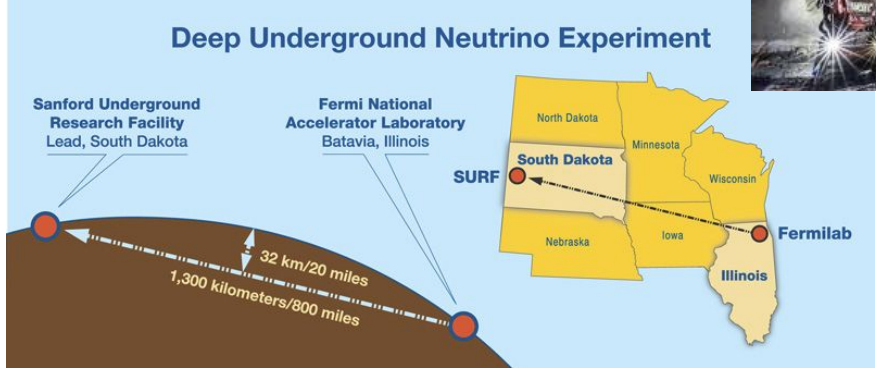 Deep Underground Neutrino Experiment
Sanford Underground
Research Facility
Lead, South Dakota
Fermi National
Accelerator Laboratory
Batavia, Illinois
32 km/20 miles
1,300 kilometers/800 miles
North Dakota
Minnesota
South Dakota
SURF
Wisconsin
Nebraska
Iowa
Fermilab
Illinois